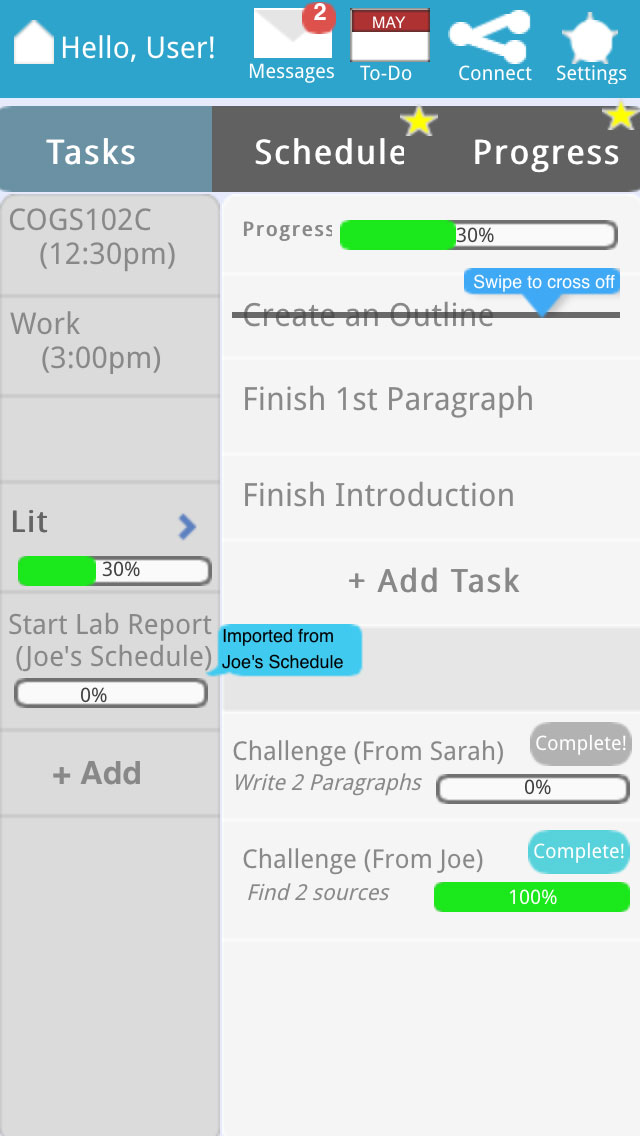 Hello, User!
2
Messages
MAY
To-Do
Connect
Settings
Tasks
Schedule
Progress
COGS102C
(12:30pm)
Work
(3:00pm)
Lit
30%
Start Lab Report
(Joe's Schedule)
0%
+ Add
Progress
30%
Swipe to cross off
Create an Outline
Finish 1st Paragraph
Finish Introduction
+ Add Task
Imported from
Joe's Schedule
Challenge (From Sarah)
Complete!
Write 2 Paragraphs
0%
Challenge (From Joe)
Complete!
Find 2 sources
100%